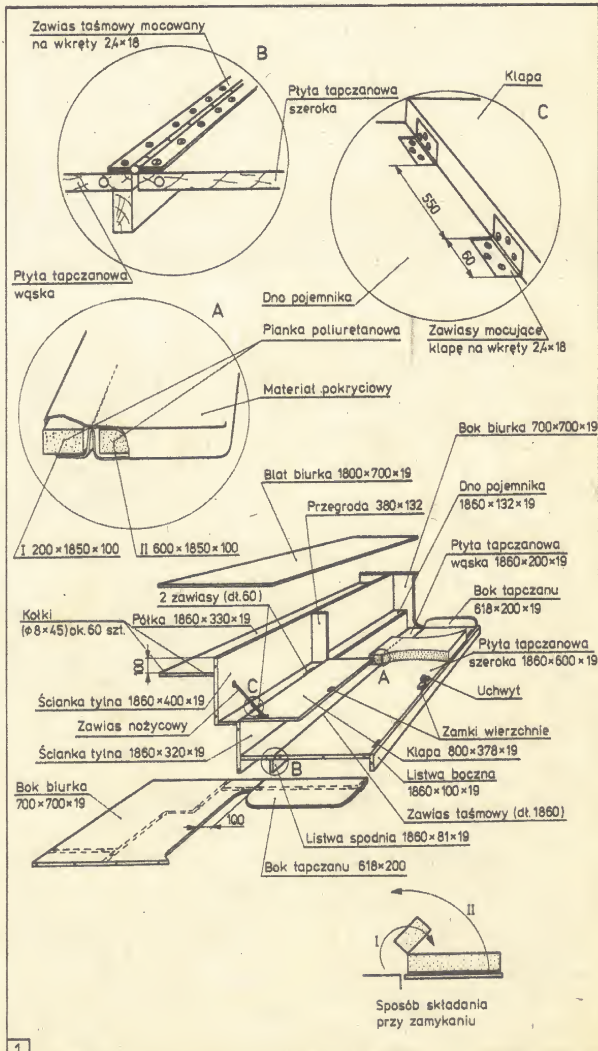 Zawias taśmowy mocowany
na wkręty 2,4×18
B
Płyta tapczanowa
szeroka
Klapa
C
550
60
Płyta tapczanowa
wąska
Dno pojemnika
Zawiasy mocujące
klapę na wkręty 2,4×18
A
Pianka poliuretanowa
Materiał pokryciowy
I 200×1850×100
II 600×1850×100
Bok biurka 700×700×19
Blat biurka 1800×700×19
Dno pojemnika
1860×132×19
Przegroda 380×132
Płyta tapczanowa
wąska 1860×200×19
2 zawiasy (dł.60)
Bok tapczanu
618×200×19
Kołki
(φ8×45) ok.60 szt.
Półka 1860×330×19
Płyta tapczanowa
szeroka 1860×600×19
100
A
Uchwyt
Ścianka tylna 1860×400×19
C
Zawias nożycowy
Zamki wierzchnie
Ścianka tylna 1860×320×19
Klapa 800×378×19
B
Listwa boczna
1860×100×19
Bok biurka
700×700×19
Zawias taśmowy (dł.1860)
100
Listwa spodnia 1860×81×19
Bok tapczanu 618×200
I
II
Sposób składania
przy zamykaniu
1